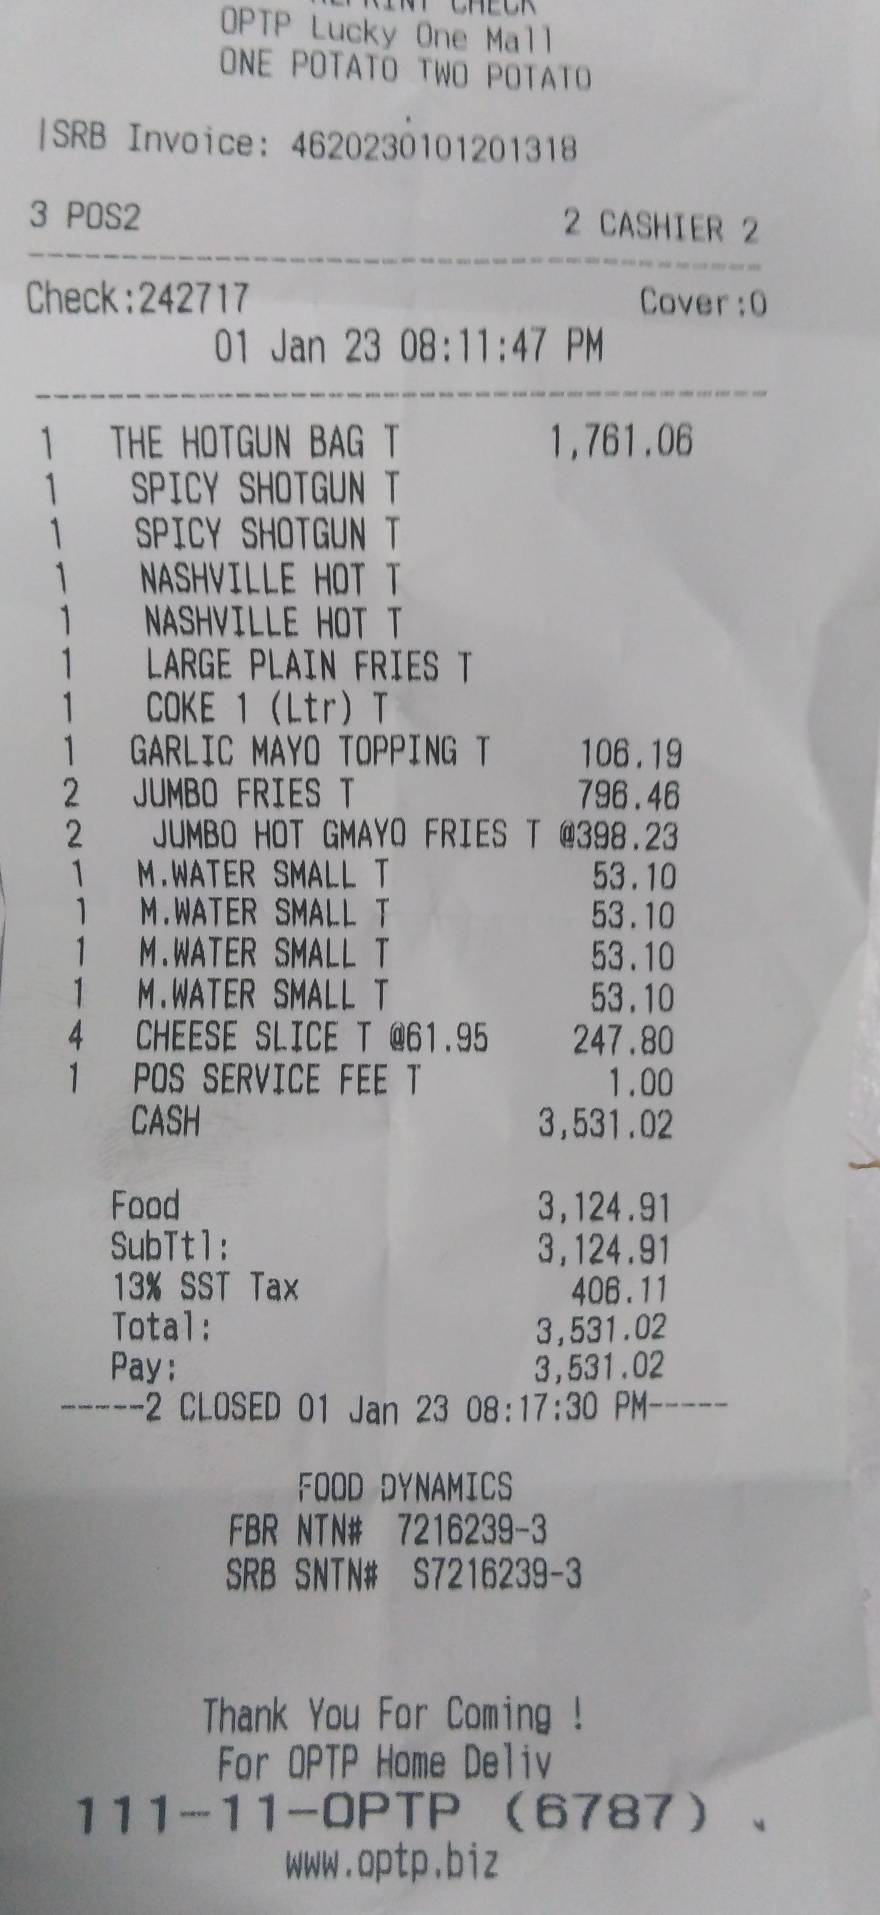 REPRINT CHECK
OPTP Lucky One Mall
ONE POTATO TWO POTATO
|SRB Invoice: 4620230101201318
3 POS2 2 CASHIER 2
Check:242717 Cover:0
01 Jan 23 08:11:47 PM
1 THE HOTGUN BAG T 1,761.06
1 SPICY SHOTGUN T
1 SPICY SHOTGUN T
1 NASHVILLE HOT T
1 NASHVILLE HOT T
1 LARGE PLAIN FRIES T
1 COKE 1 (Ltr) T
1 GARLIC MAYO TOPPING T 106.19
2 JUMBO FRIES T 796.46
2 JUMBO HOT GMAYO FRIES T @398.23
1 M.WATER SMALL T 53.10
1 M.WATER SMALL T 53.10
1 M.WATER SMALL T 53.10
1 M.WATER SMALL T 53.10
4 CHEESE SLICE T @61.95 247.80
1 POS SERVICE FEE T 1.00
CASH 3,531.02
Food 3,124.91
SubTtl: 3,124.91
13% SST Tax 406.11
Total: 3,531.02
Pay: 3,531.02
-----2 CLOSED 01 Jan 23 08:17:30 PM-----
FOOD DYNAMICS
FBR NTN# 7216239-3
SRB SNTN# S7216239-3
Thank You For Coming !
For OPTP Home Deliv
111-11-OPTP (6787)
www.optp.biz